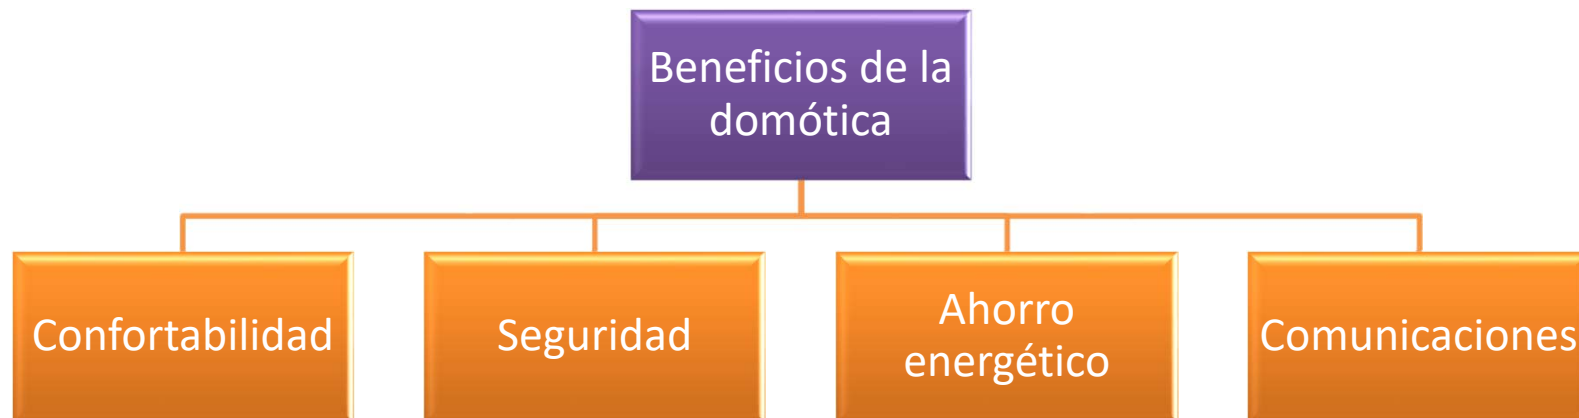 Beneficios de la
domótica
Confortabilidad
Seguridad
Ahorro
energético
Comunicaciones